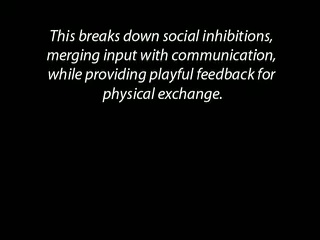 This breaks down social inhibitions,
merging input with communication,
while providing playful feedback for
physical exchange.